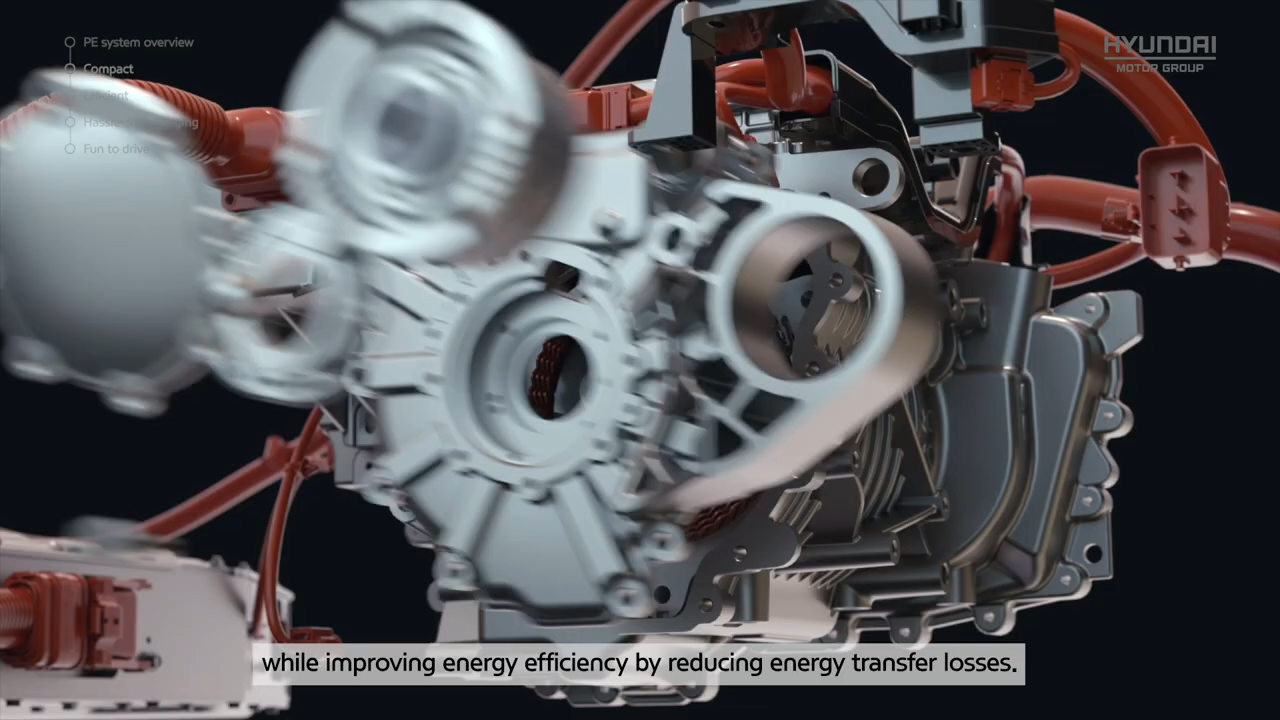 PE system overview
Compact
Efficient
Fun to drive
HYUNDAI
MOTOR GROUP
while improving energy efficiency by reducing energy transfer losses.